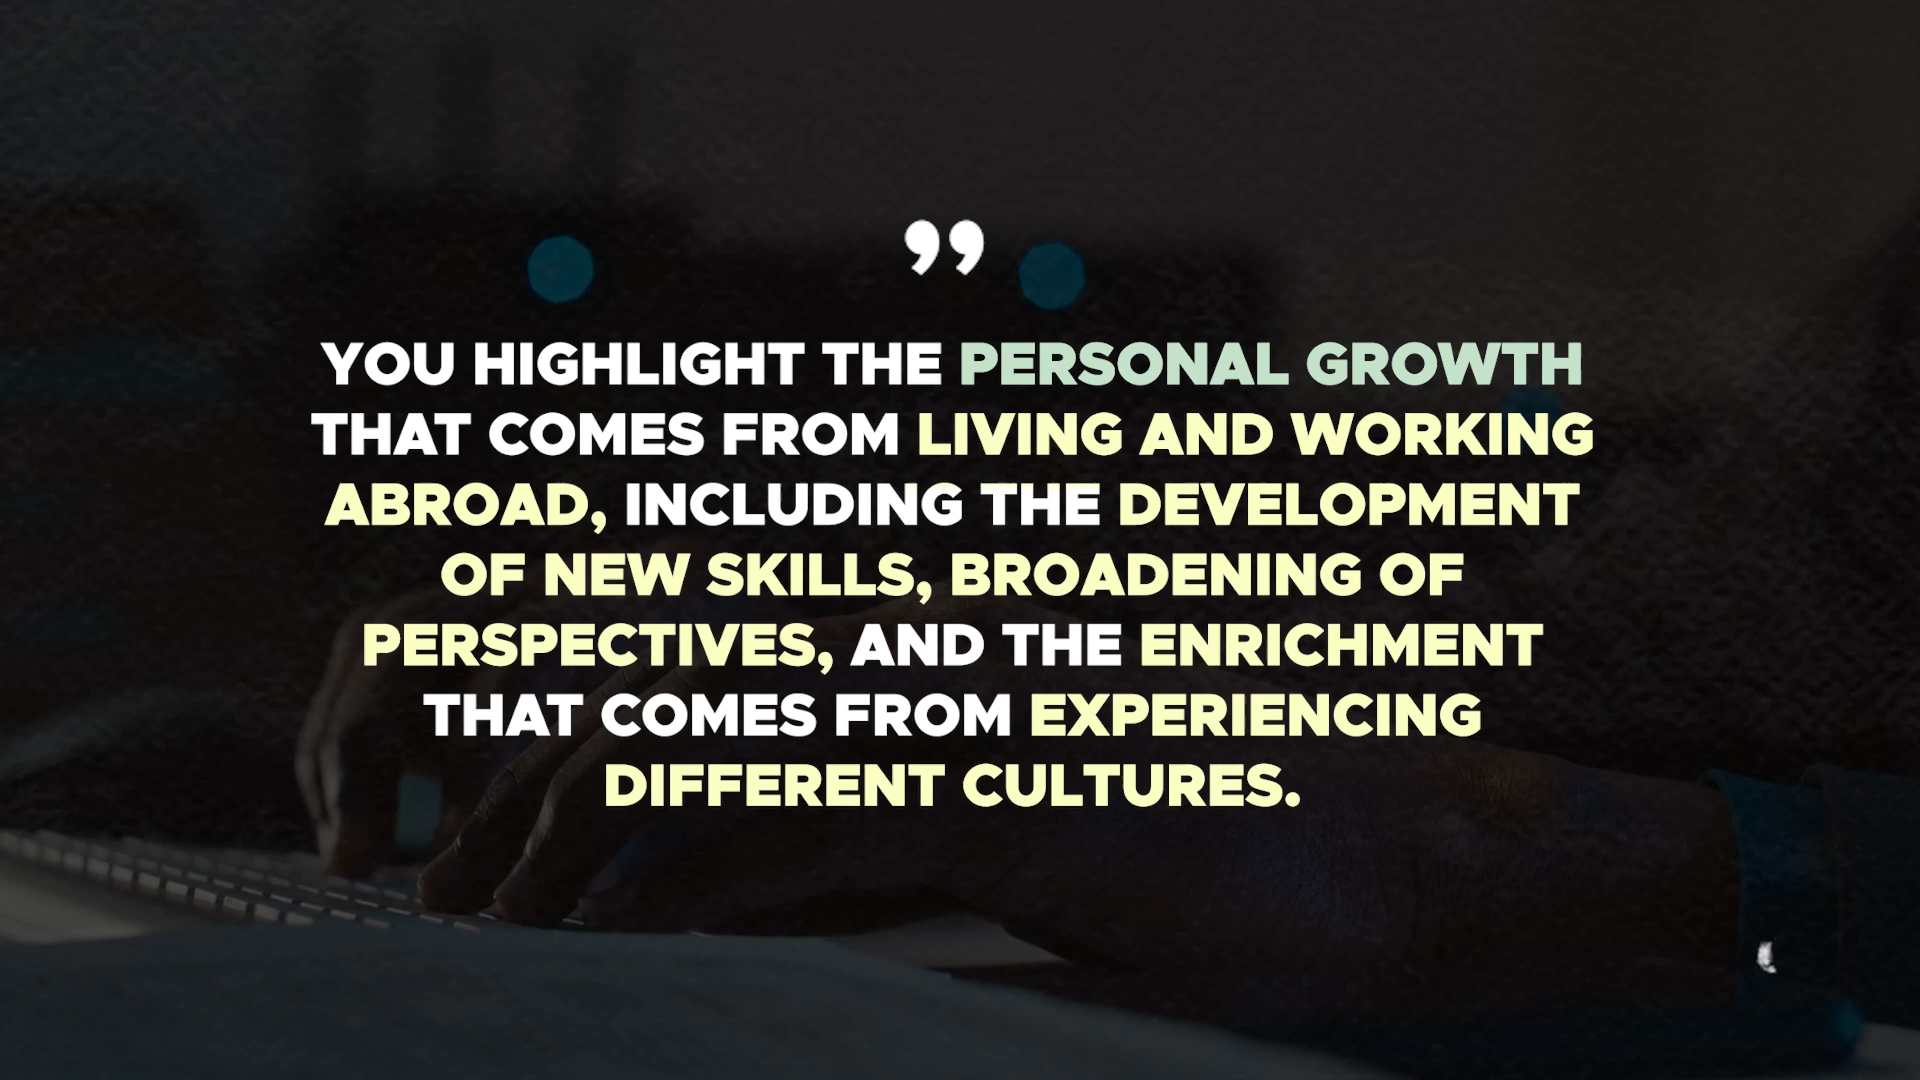 ”
YOU HIGHLIGHT THE PERSONAL GROWTH
THAT COMES FROM LIVING AND WORKING
ABROAD, INCLUDING THE DEVELOPMENT
OF NEW SKILLS, BROADENING OF
PERSPECTIVES, AND THE ENRICHMENT
THAT COMES FROM EXPERIENCING
DIFFERENT CULTURES.